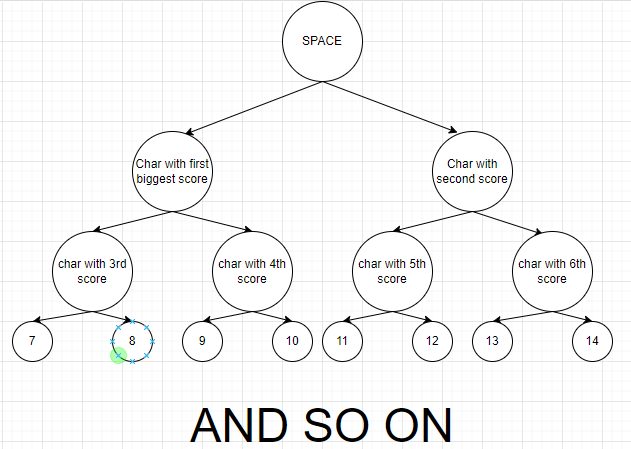 SPACE
Char with first
biggest score
Char with
second score
char with 3rd
score
char with 4th
score
char with 5th
score
char with 6th
score
7
8
9
10
11
12
13
14
AND SO ON